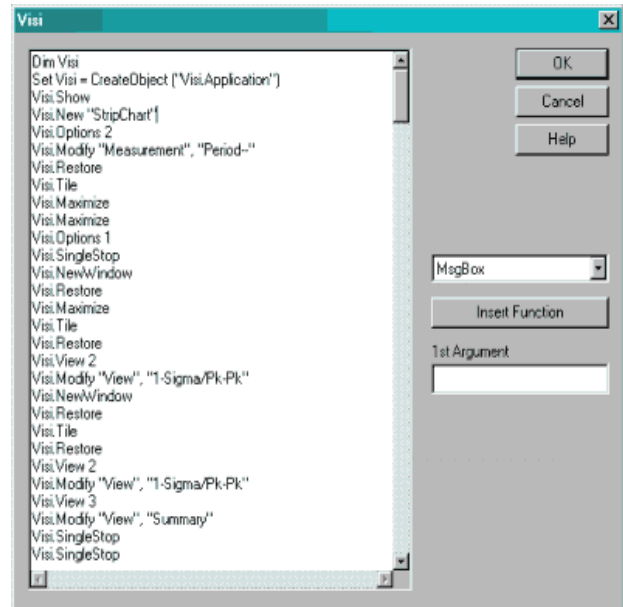 Visi
Dim Visi
Set Visi = CreateObject ("Visi.Application")
Visi.Show
Visi.New "StripChart"
Visi.Options 2
Visi.Modify "Measurement", "Period--"
Visi.Restore
Visi.Tile
Visi.Maximize
Visi.Maximize
Visi.Options 1
Visi.SingleStop
Visi.NewWindow
Visi.Restore
Visi.Maximize
Visi.Tile
Visi.Restore
Visi.View 2
Visi.Modify "View", "1-Sigma/Pk-Pk"
Visi.NewWindow
Visi.Restore
Visi.Tile
Visi.Restore
Visi.View 2
Visi.Modify "View", "1-Sigma/Pk-Pk"
Visi.View 3
Visi.Modify "View", "Summary"
Visi.SingleStop
Visi.SingleStop
OK
Cancel
Help
MsgBox
Insert Function
1st Argument